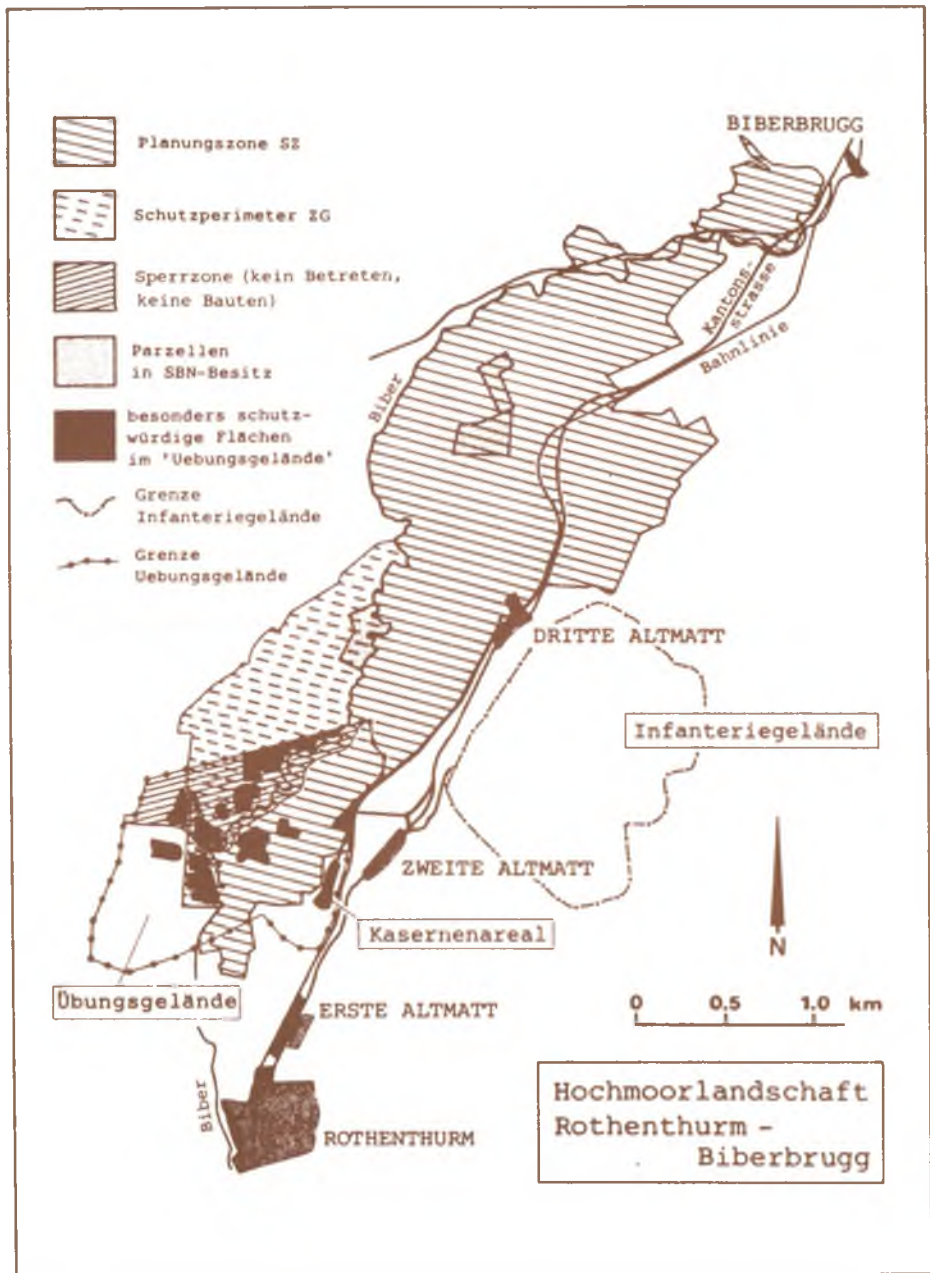 Planungszone SZ
Schutzperimeter ZG
Sperrzone (kein Betreten,
keine Bauten)
Parzellen
in SBN-Besitz
besonders schutz-
würdige Flächen
im 'Uebungsgelände'
Grenze
Infanteriegelände
Grenze
Uebungsgelände
BIBERBRUGG
Kantons-
strasse
Bahnlinie
Biber
DRITTE ALTMATT
Infanteriegelände
ZWEITE ALTMATT
Kasernenareal
N
Übungsgelände
ERSTE ALTMATT
0 0.5 1.0 km
Biber
ROTHENTHURM
Hochmoorlandschaft
Rothenthurm -
Biberbrugg